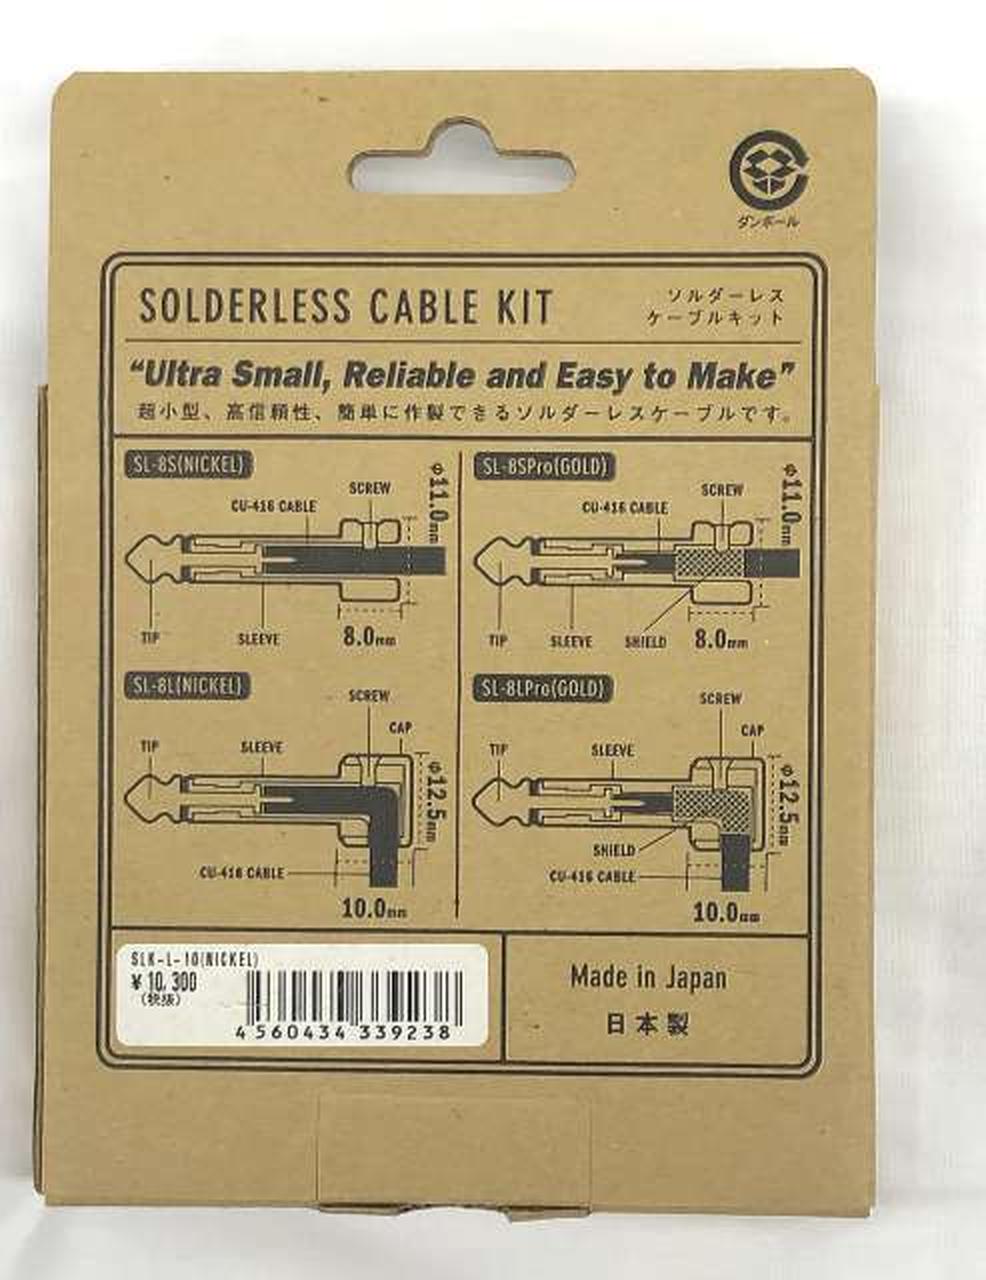 ダンボール
SOLDERLESS CABLE KIT
ソルダーレス
ケーブルキット
“Ultra Small, Reliable and Easy to Make”
超小型、高信頼性、簡単に作製できるソルダーレスケーブルです。
SL-8S(NICKEL)
SCREW
CU-416 CABLE
φ11.0mm
TIP
SLEEVE
8.0mm
SL-8SPro(GOLD)
SCREW
CU-416 CABLE
φ11.0mm
TIP
SLEEVE
SHIELD
8.0mm
SL-8L(NICKEL)
SCREW
CAP
TIP
SLEEVE
φ12.5mm
CU-416 CABLE
10.0mm
SL-8LPro(GOLD)
SCREW
CAP
TIP
SLEEVE
φ12.5mm
SHIELD
CU-416 CABLE
10.0mm
SLK-L-10(NICKEL)
¥10,300
(税抜)
4 560434 339238
Made in Japan
日本製